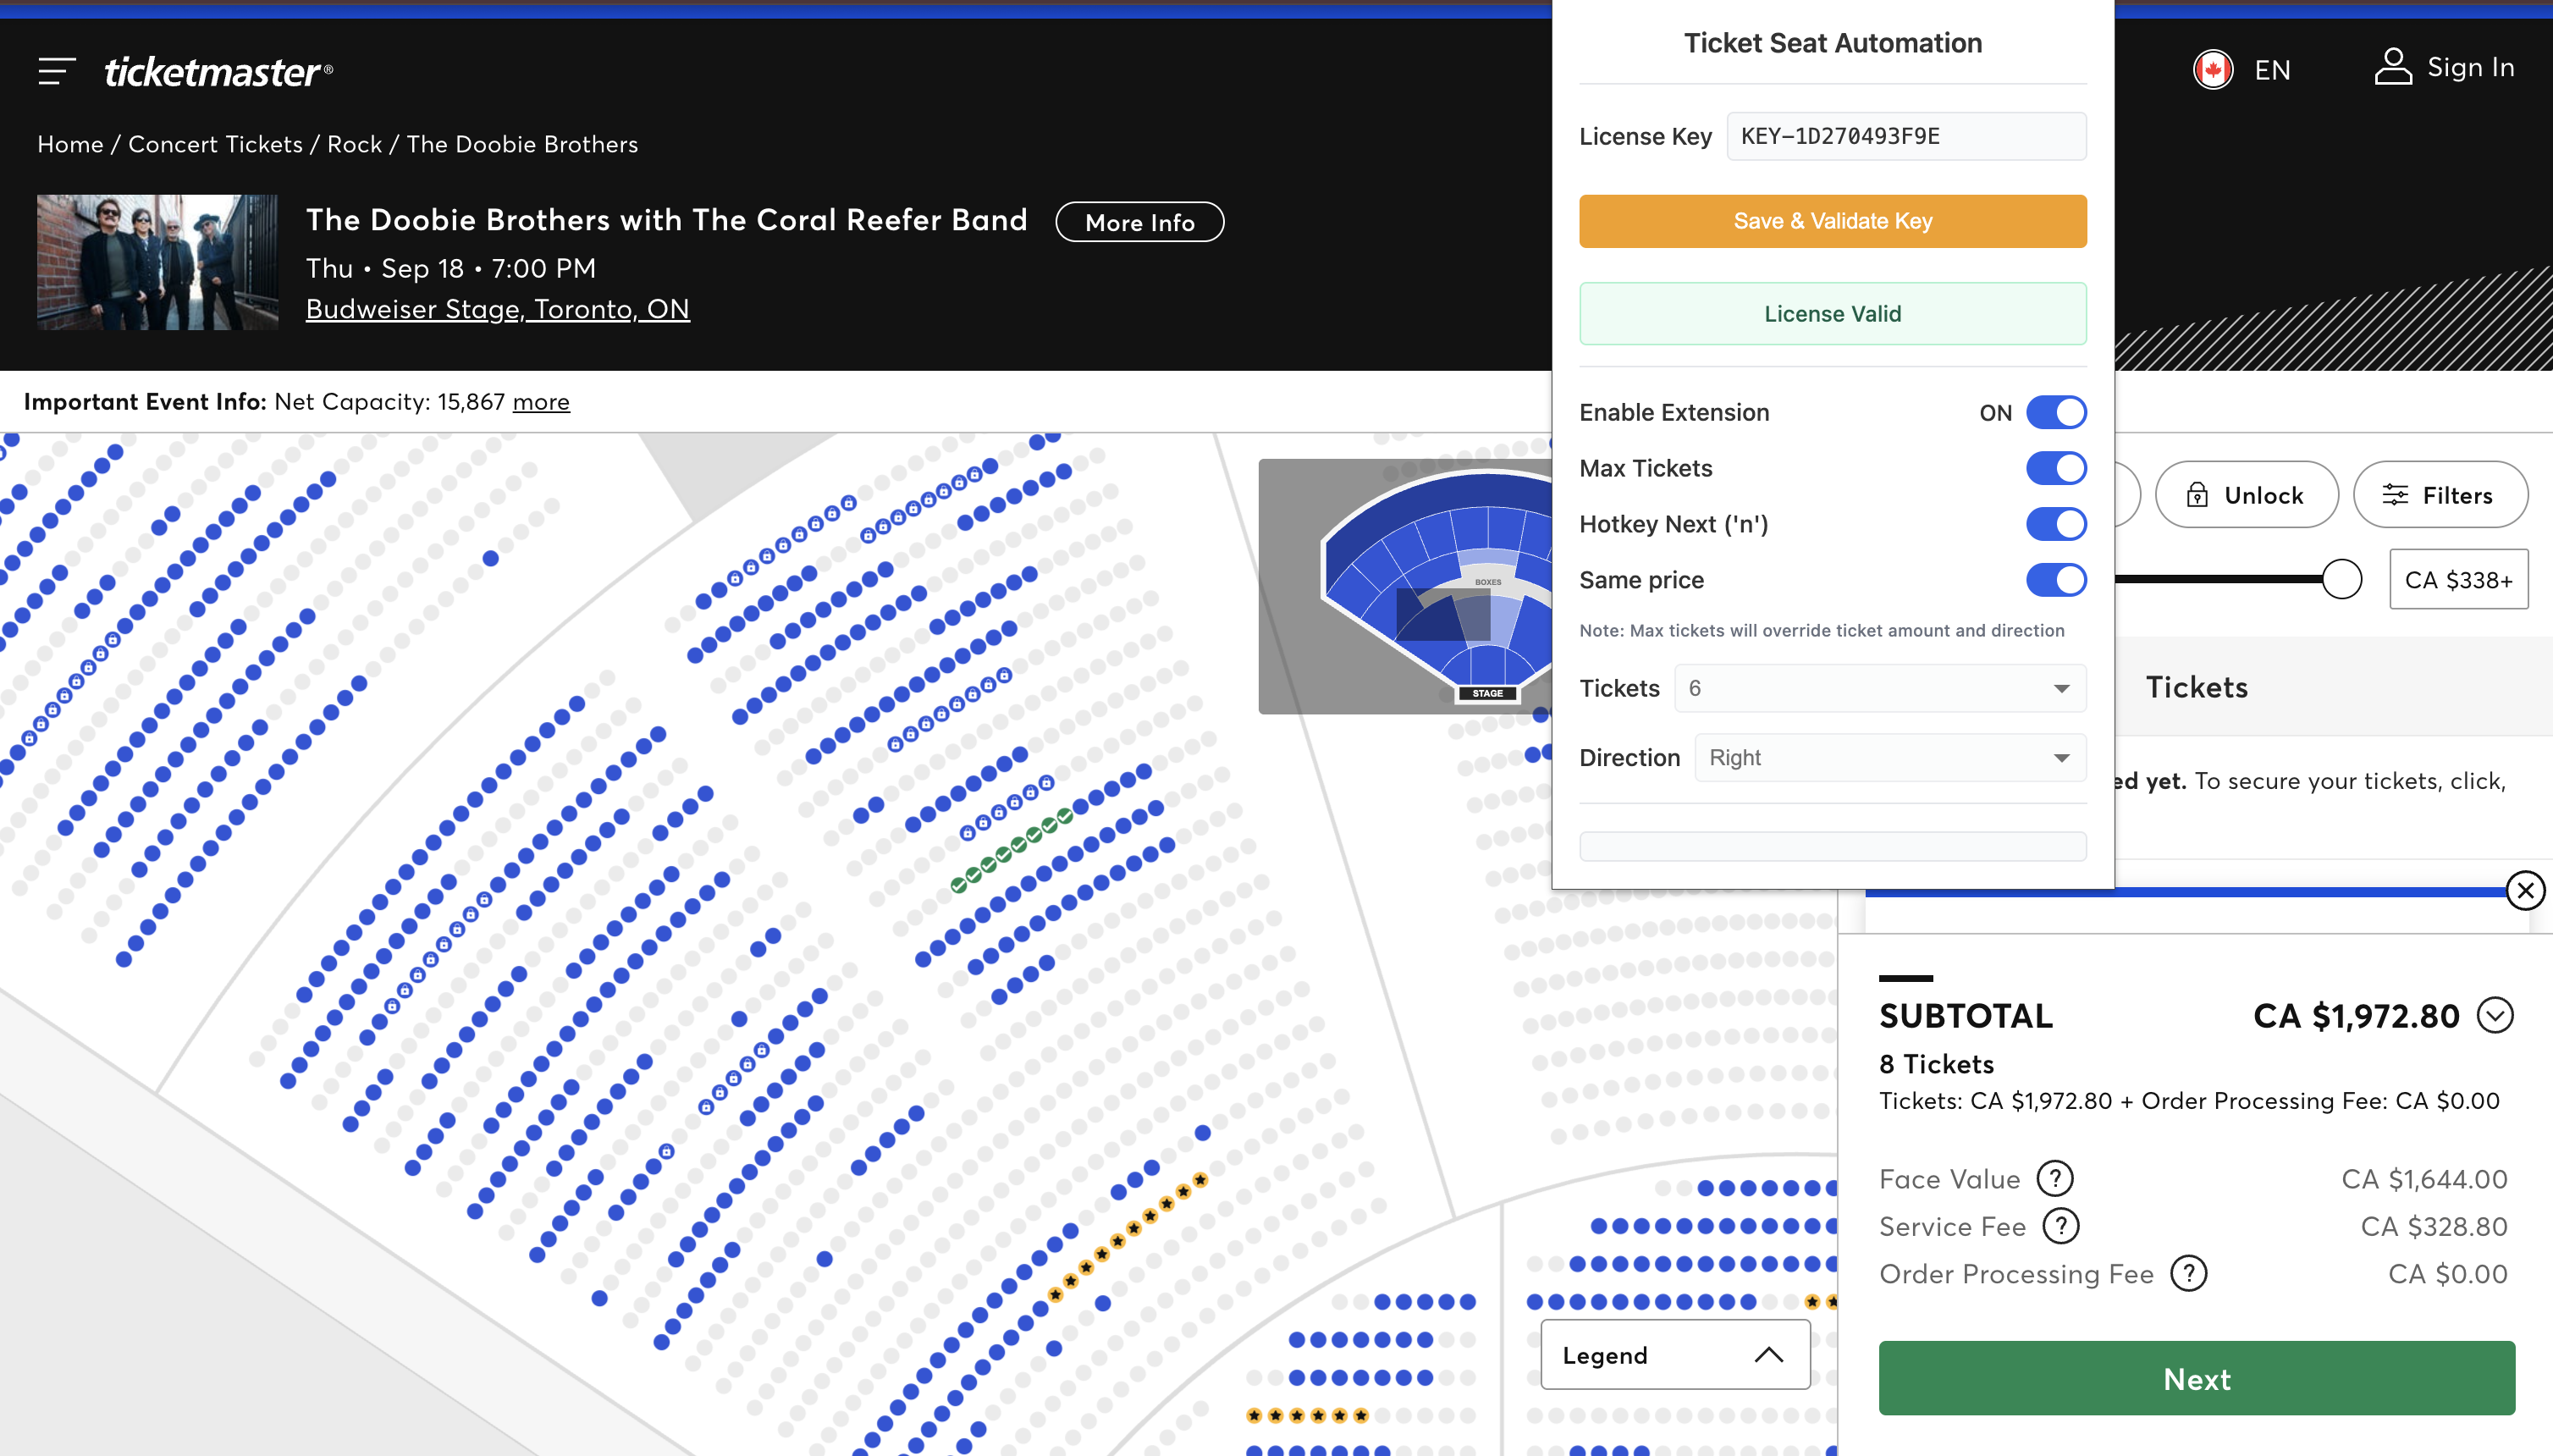 ticketmaster®
EN
Sign In
Home / Concert Tickets / Rock / The Doobie Brothers
The Doobie Brothers with The Coral Reefer Band
More Info
Thu • Sep 18 • 7:00 PM
Budweiser Stage, Toronto, ON
Important Event Info: Net Capacity: 15,867 more
Ticket Seat Automation
License Key
KEY-1D270493F9E
Save & Validate Key
License Valid
Enable Extension
ON
Max Tickets
Hotkey Next ('n')
Same price
Note: Max tickets will override ticket amount and direction
Tickets
6
Direction
Right
BOXES
STAGE
Unlock
Filters
CA $338+
Tickets
yet. To secure your tickets, click,
SUBTOTAL
CA $1,972.80
8 Tickets
Tickets: CA $1,972.80 + Order Processing Fee: CA $0.00
Face Value ?
CA $1,644.00
Service Fee ?
CA $328.80
Order Processing Fee ?
CA $0.00
Next
Legend